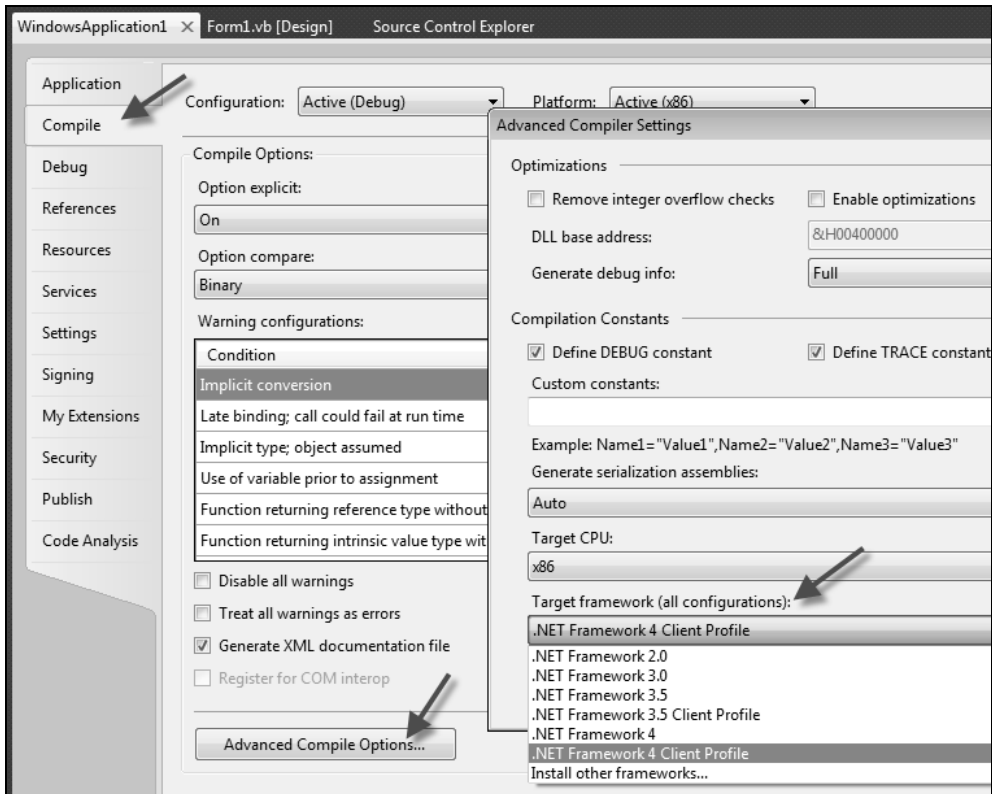 WindowsApplication1 × Form1.vb [Design] Source Control Explorer
Application
Compile
Debug
References
Resources
Services
Settings
Signing
My Extensions
Security
Publish
Code Analysis
Configuration: Active (Debug) Platform: Active (x86)
Compile Options:
Option explicit:
On
Option compare:
Binary
Warning configurations:
Condition
Implicit conversion
Late binding; call could fail at run time
Implicit type; object assumed
Use of variable prior to assignment
Function returning reference type without
Function returning intrinsic value type wit
Disable all warnings
Treat all warnings as errors
Generate XML documentation file
Register for COM interop
Advanced Compile Options...
Advanced Compiler Settings
Optimizations
Remove integer overflow checks Enable optimizations
DLL base address: &H00400000
Generate debug info: Full
Compilation Constants
Define DEBUG constant Define TRACE constant
Custom constants:
Example: Name1="Value1",Name2="Value2",Name3="Value3"
Generate serialization assemblies:
Auto
Target CPU:
x86
Target framework (all configurations):
.NET Framework 4 Client Profile
.NET Framework 2.0
.NET Framework 3.0
.NET Framework 3.5
.NET Framework 3.5 Client Profile
.NET Framework 4
.NET Framework 4 Client Profile
Install other frameworks...